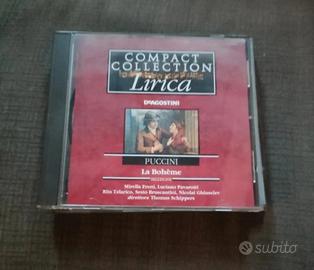 COMPACT
COLLECTION
Lirica
DeAGOSTINI
PUCCINI
La Bohème
SELEZIONE
Mirella Freni, Luciano Pavarotti
Rita Talarico, Sesto Bruscantini, Nicolai Ghiaurov
direttore Thomas Schippers
subito